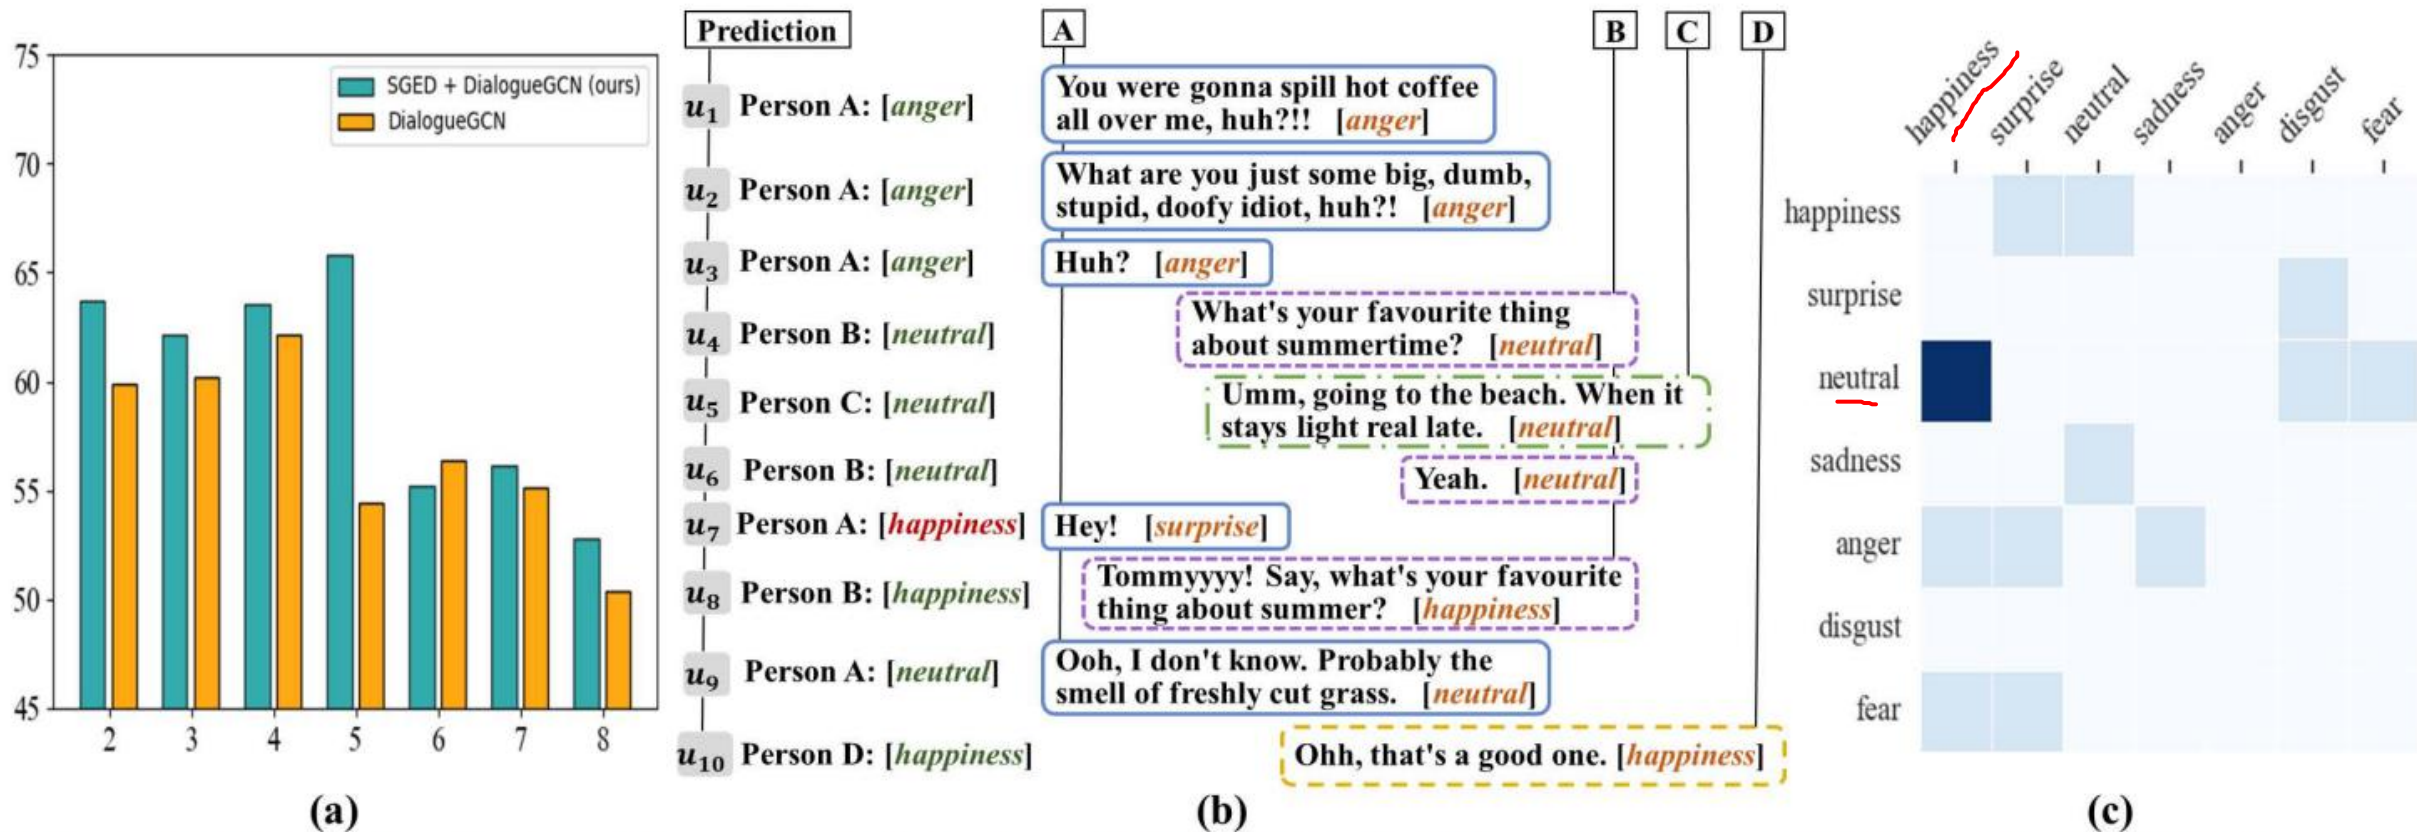 75
70
65
60
55
50
45
2 3 4 5 6 7 8
SGED + DialogueGCN (ours)
DialogueGCN
(a)
Prediction
A B C D
u1 Person A: [anger]
You were gonna spill hot coffee
all over me, huh?!! [anger]
u2 Person A: [anger]
What are you just some big, dumb,
stupid, doofy idiot, huh?! [anger]
u3 Person A: [anger]
Huh? [anger]
u4 Person B: [neutral]
What's your favourite thing
about summertime? [neutral]
u5 Person C: [neutral]
Umm, going to the beach. When it
stays light real late. [neutral]
u6 Person B: [neutral]
Yeah. [neutral]
u7 Person A: [happiness]
Hey! [surprise]
u8 Person B: [happiness]
Tommyyyy! Say, what's your favourite
thing about summer? [happiness]
u9 Person A: [neutral]
Ooh, I don't know. Probably the
smell of freshly cut grass. [neutral]
u10 Person D: [happiness]
Ohh, that's a good one. [happiness]
(b)
happiness surprise neutral sadness anger disgust fear
happiness
surprise
neutral
sadness
anger
disgust
fear
(c)